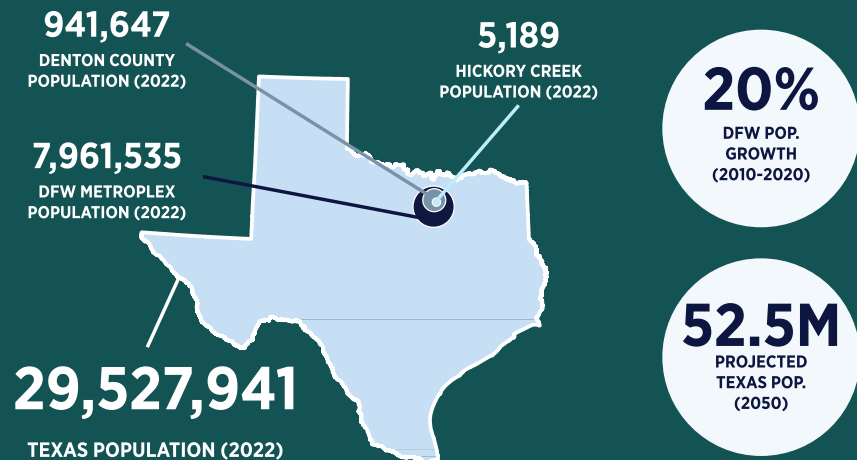 941,647
DENTON COUNTY
POPULATION (2022)
5,189
HICKORY CREEK
POPULATION (2022)
7,961,535
DFW METROPLEX
POPULATION (2022)
29,527,941
TEXAS POPULATION (2022)
20%
DFW POP.
GROWTH
(2010-2020)
52.5M
PROJECTED
TEXAS POP.
(2050)